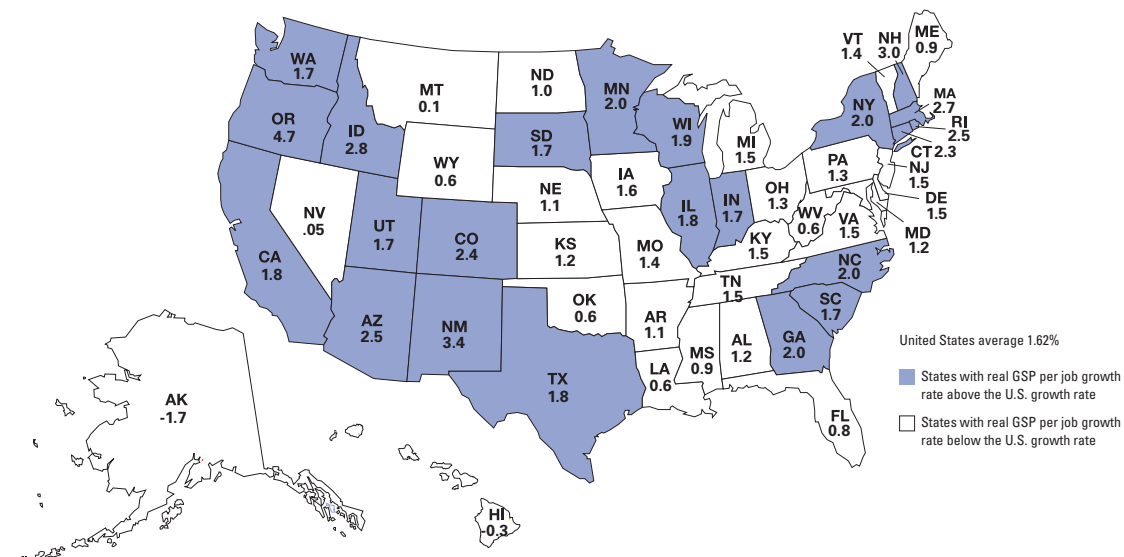 WA
1.7
OR
4.7
ID
2.8
MT
0.1
ND
1.0
MN
2.0
SD
1.7
WY
0.6
WI
1.9
MI
1.5
VT
1.4
NH
3.0
ME
0.9
NY
2.0
MA
2.7
RI
2.5
CT 2.3
NJ
1.5
DE
1.5
MD
1.2
PA
1.3
NE
1.1
IA
1.6
IL
1.8
IN
1.7
OH
1.3
WV
0.6
VA
1.5
NV
.05
UT
1.7
CO
2.4
CA
1.8
KS
1.2
MO
1.4
KY
1.5
NC
2.0
TN
1.5
SC
1.7
AZ
2.5
NM
3.4
OK
0.6
AR
1.1
MS
0.9
AL
1.2
GA
2.0
LA
0.6
TX
1.8
FL
0.8
AK
-1.7
HI
-0.3
United States average 1.62%
States with real GSP per job growth
rate above the U.S. growth rate
States with real GSP per job growth
rate below the U.S. growth rate